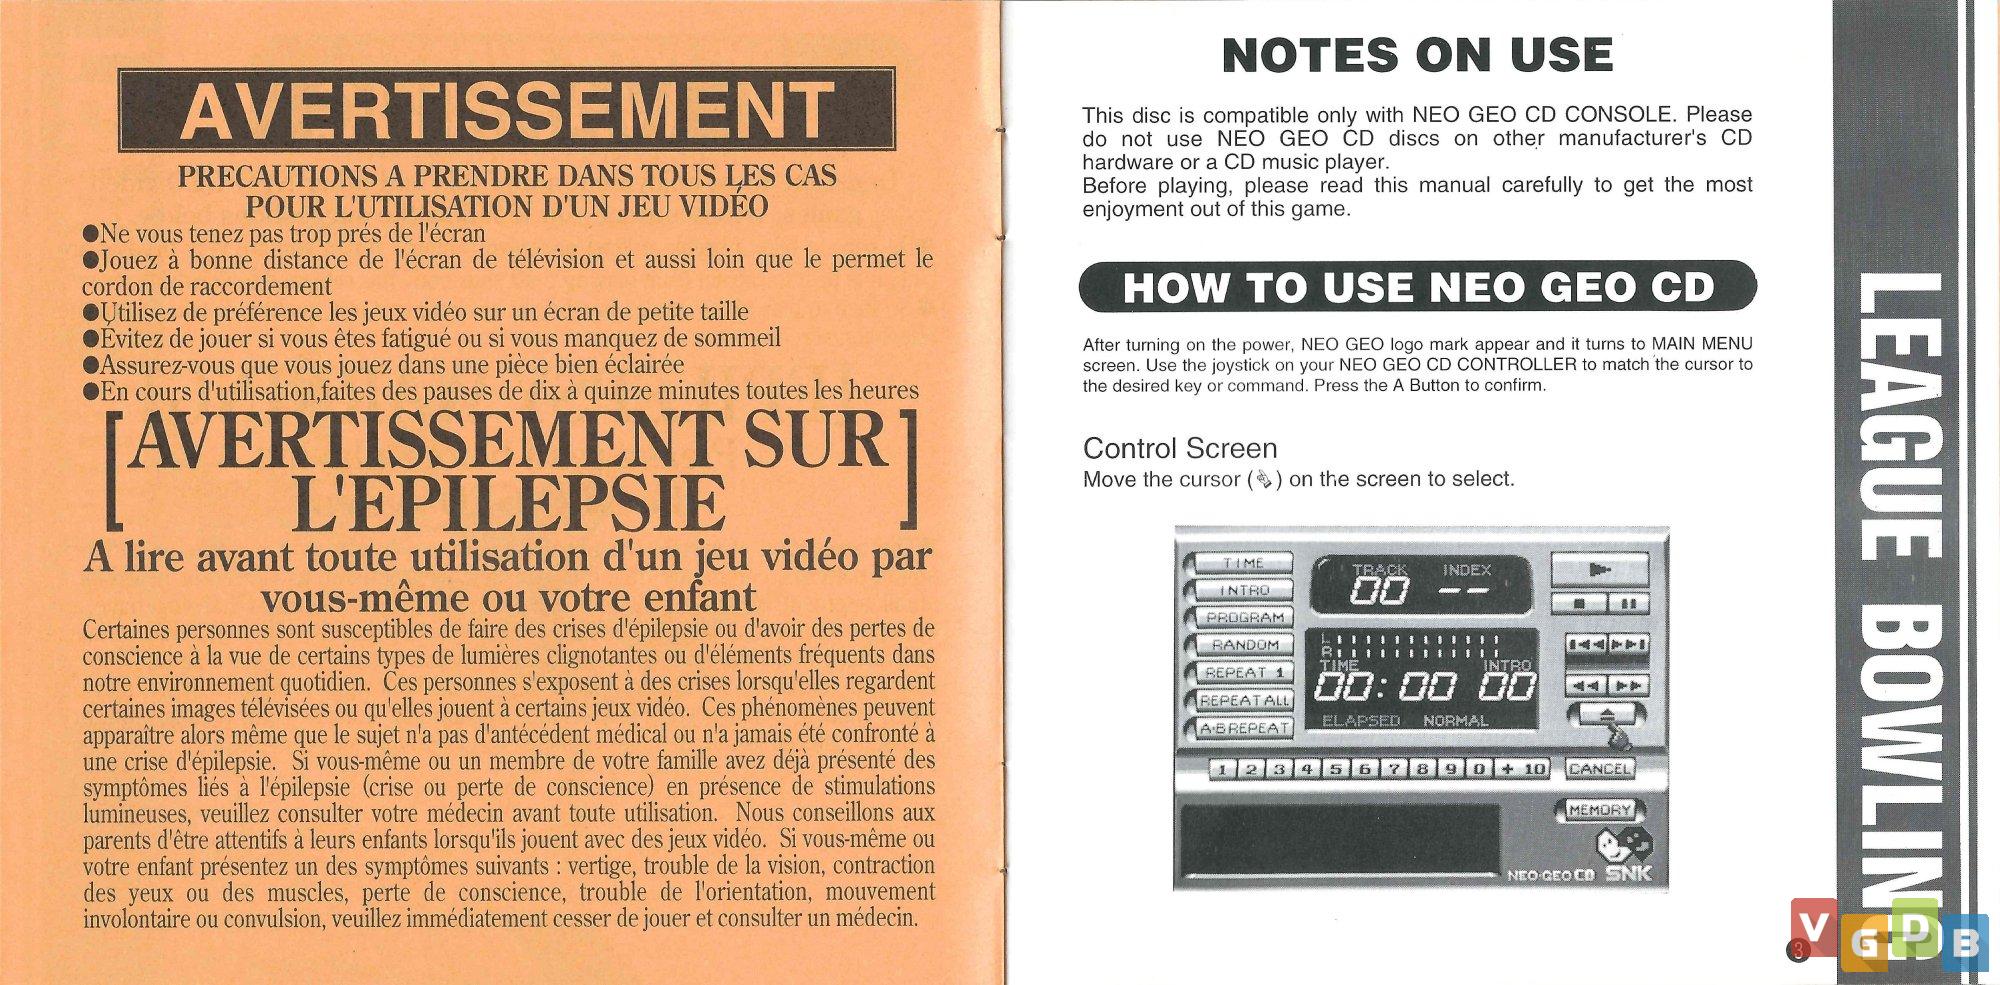 AVERTISSEMENT
PRECAUTIONS A PRENDRE DANS TOUS LES CAS
POUR L'UTILISATION D'UN JEU VIDÉO
●Ne vous tenez pas trop prés de l'écran
●Jouez à bonne distance de l'écran de télévision et aussi loin que le permet le
cordon de raccordement
●Utilisez de préférence les jeux vidéo sur un écran de petite taille
●Evitez de jouer si vous êtes fatigué ou si vous manquez de sommeil
●Assurez-vous que vous jouez dans une pièce bien éclairée
●En cours d'utilisation,faites des pauses de dix à quinze minutes toutes les heures
[AVERTISSEMENT SUR
L'EPILEPSIE]
A lire avant toute utilisation d'un jeu vidéo par
vous-même ou votre enfant
Certaines personnes sont susceptibles de faire des crises d'épilepsie ou d'avoir des pertes de
conscience à la vue de certains types de lumières clignotantes ou d'éléments fréquents dans
notre environnement quotidien. Ces personnes s'exposent à des crises lorsqu'elles regardent
certaines images télévisées ou qu'elles jouent à certains jeux vidéo. Ces phénomènes peuvent
apparaître alors même que le sujet n'a pas d'antécédent médical ou n'a jamais été confronté à
une crise d'épilepsie. Si vous-même ou un membre de votre famille avez déjà présenté des
symptômes liés à l'épilepsie (crise ou perte de conscience) en présence de stimulations
lumineuses, veuillez consulter votre médecin avant toute utilisation. Nous conseillons aux
parents d'être attentifs à leurs enfants lorsqu'ils jouent avec des jeux vidéo. Si vous-même ou
votre enfant présentez un des symptômes suivants : vertige, trouble de la vision, contraction
des yeux ou des muscles, perte de conscience, trouble de l'orientation, mouvement
involontaire ou convulsion, veuillez immédiatement cesser de jouer et consulter un médecin.
NOTES ON USE
This disc is compatible only with NEO GEO CD CONSOLE. Please
do not use NEO GEO CD discs on other manufacturer's CD
hardware or a CD music player.
Before playing, please read this manual carefully to get the most
enjoyment out of this game.
HOW TO USE NEO GEO CD
After turning on the power, NEO GEO logo mark appear and it turns to MAIN MENU
screen. Use the joystick on your NEO GEO CD CONTROLLER to match the cursor to
the desired key or command. Press the A Button to confirm.
Control Screen
Move the cursor ( ) on the screen to select.
TIME
INTRO
PROGRAM
RANDOM
REPEAT 1
REPEAT ALL
A-B REPEAT
TRACK INDEX
00 --
L
R
TIME INTRO
00:00 00
ELAPSED NORMAL
1 2 3 4 5 6 7 8 9 0 + 10 CANCEL
MEMORY
NEO·GEO CD SNK
LEAGUE BOWLING
3
VGDB